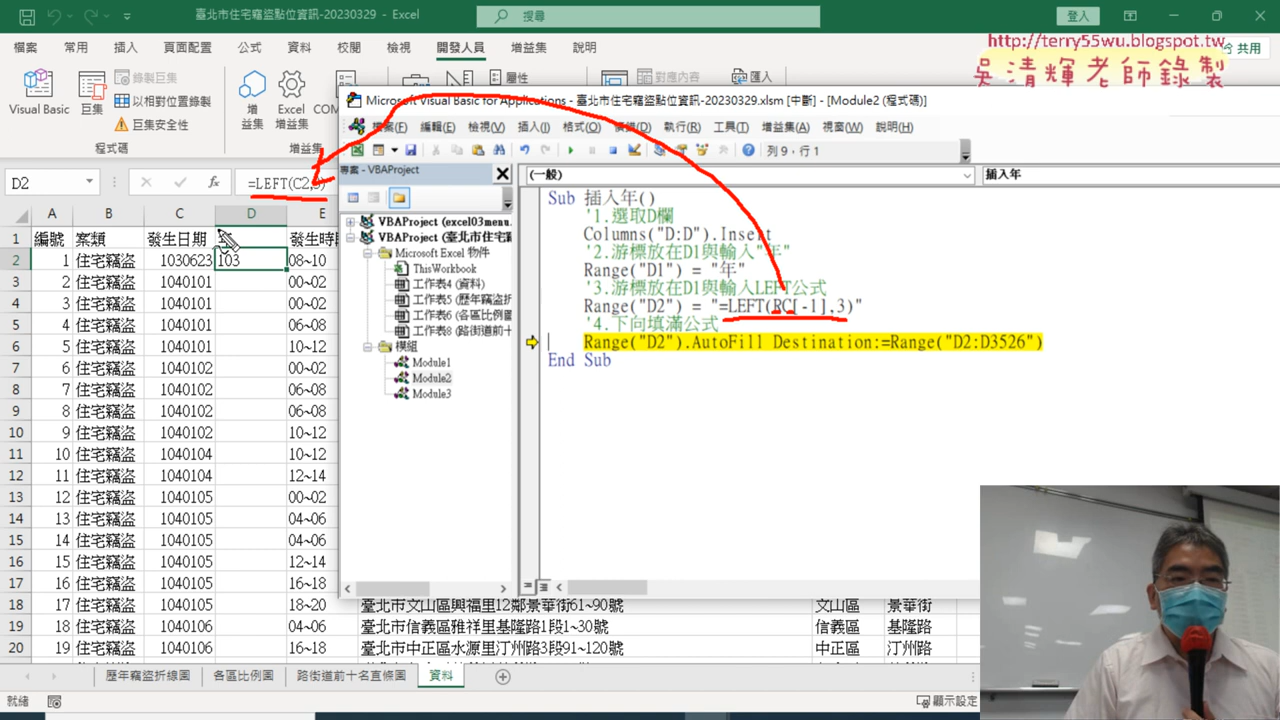 臺北市住宅竊盜點位資訊-20230329 - Excel
搜尋
登入
http://terry55wu.blogspot.tw
吳清輝老師錄製
檔案 常用 插入 頁面配置 公式 資料 校閱 檢視 開發人員 增益集 說明
共用
Visual Basic 巨集 錄製巨集 以相對位置錄製 巨集安全性 增益集 Excel 增益集 屬性 對應內容 匯入
程式碼 增益集
Microsoft Visual Basic for Applications - 臺北市住宅竊盜點位資訊-20230329.xlsm [中斷] - [Module2 (程式碼)]
檔案(F) 編輯(E) 檢視(V) 插入(I) 格式(O) 偵錯(D) 執行(R) 工具(T) 增益集(A) 視窗(W) 說明(H)
列 9，行 1
D2 fx =LEFT(C2,3)
專案 - VBAProject
(一般) 插入年
VBAProject (excel03menu.
VBAProject (臺北市住宅
Microsoft Excel 物件
ThisWorkbook
工作表4 (資料)
工作表5 (歷年竊盜折
工作表6 (各區比例圖
工作表8 (路街道前十
模組
Module1
Module2
Module3
Sub 插入年()
'1.選取D欄
Columns("D:D").Insert
'2.游標放在D1與輸入"年"
Range("D1") = "年"
'3.游標放在D1與輸入LEFT公式
Range("D2") = "=LEFT(RC[-1],3)"
'4.下向填滿公式
Range("D2").AutoFill Destination:=Range("D2:D3526")
End Sub
A B C D E
1 編號 案類 發生日期 年 發生時
2 1 住宅竊盜 1030623 103 08~10
3 2 住宅竊盜 1040101 00~02
4 3 住宅竊盜 1040101 00~02
5 4 住宅竊盜 1040101 06~08
6 5 住宅竊盜 1040101 10~12
7 6 住宅竊盜 1040102 00~02
8 7 住宅竊盜 1040102 06~08
9 8 住宅竊盜 1040102 06~08
10 9 住宅竊盜 1040102 10~12
11 10 住宅竊盜 1040104 10~12
12 11 住宅竊盜 1040104 12~14
13 12 住宅竊盜 1040105 00~02
14 13 住宅竊盜 1040105 04~06
15 14 住宅竊盜 1040105 04~06
16 15 住宅竊盜 1040105 12~14
17 16 住宅竊盜 1040105 16~18
18 17 住宅竊盜 1040105 18~20 臺北市文山區興福里12鄰景華街61~90號 文山區 景華街
19 18 住宅竊盜 1040106 04~06 臺北市信義區雅祥里基隆路1段1~30號 信義區 基隆路
20 19 住宅竊盜 1040106 16~18 臺北市中正區水源里汀州路3段91~120號 中正區 汀州路
歷年竊盜折線圖 各區比例圖 路街道前十名直條圖 資料
就緒 顯示設定